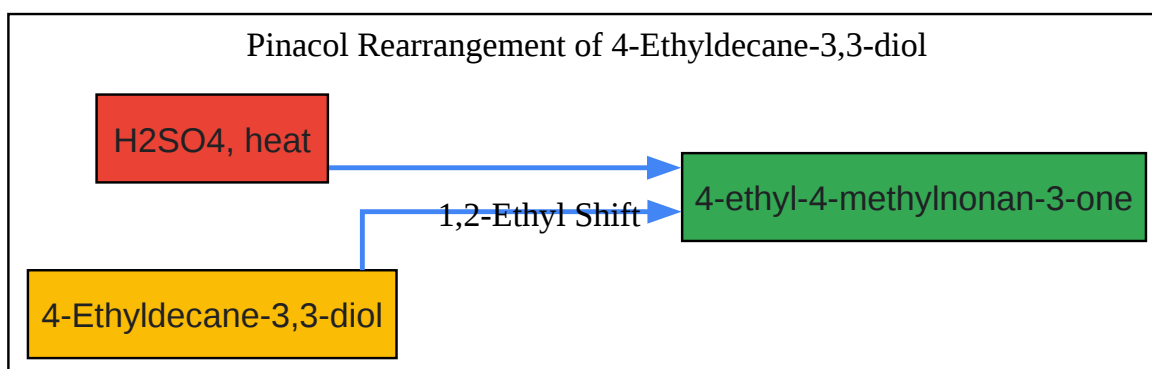 Pinacol Rearrangement of 4-Ethyldecane-3,3-diol
H2SO4, heat
4-ethyl-4-methylnonan-3-one
1,2-Ethyl Shift
4-Ethyldecane-3,3-diol